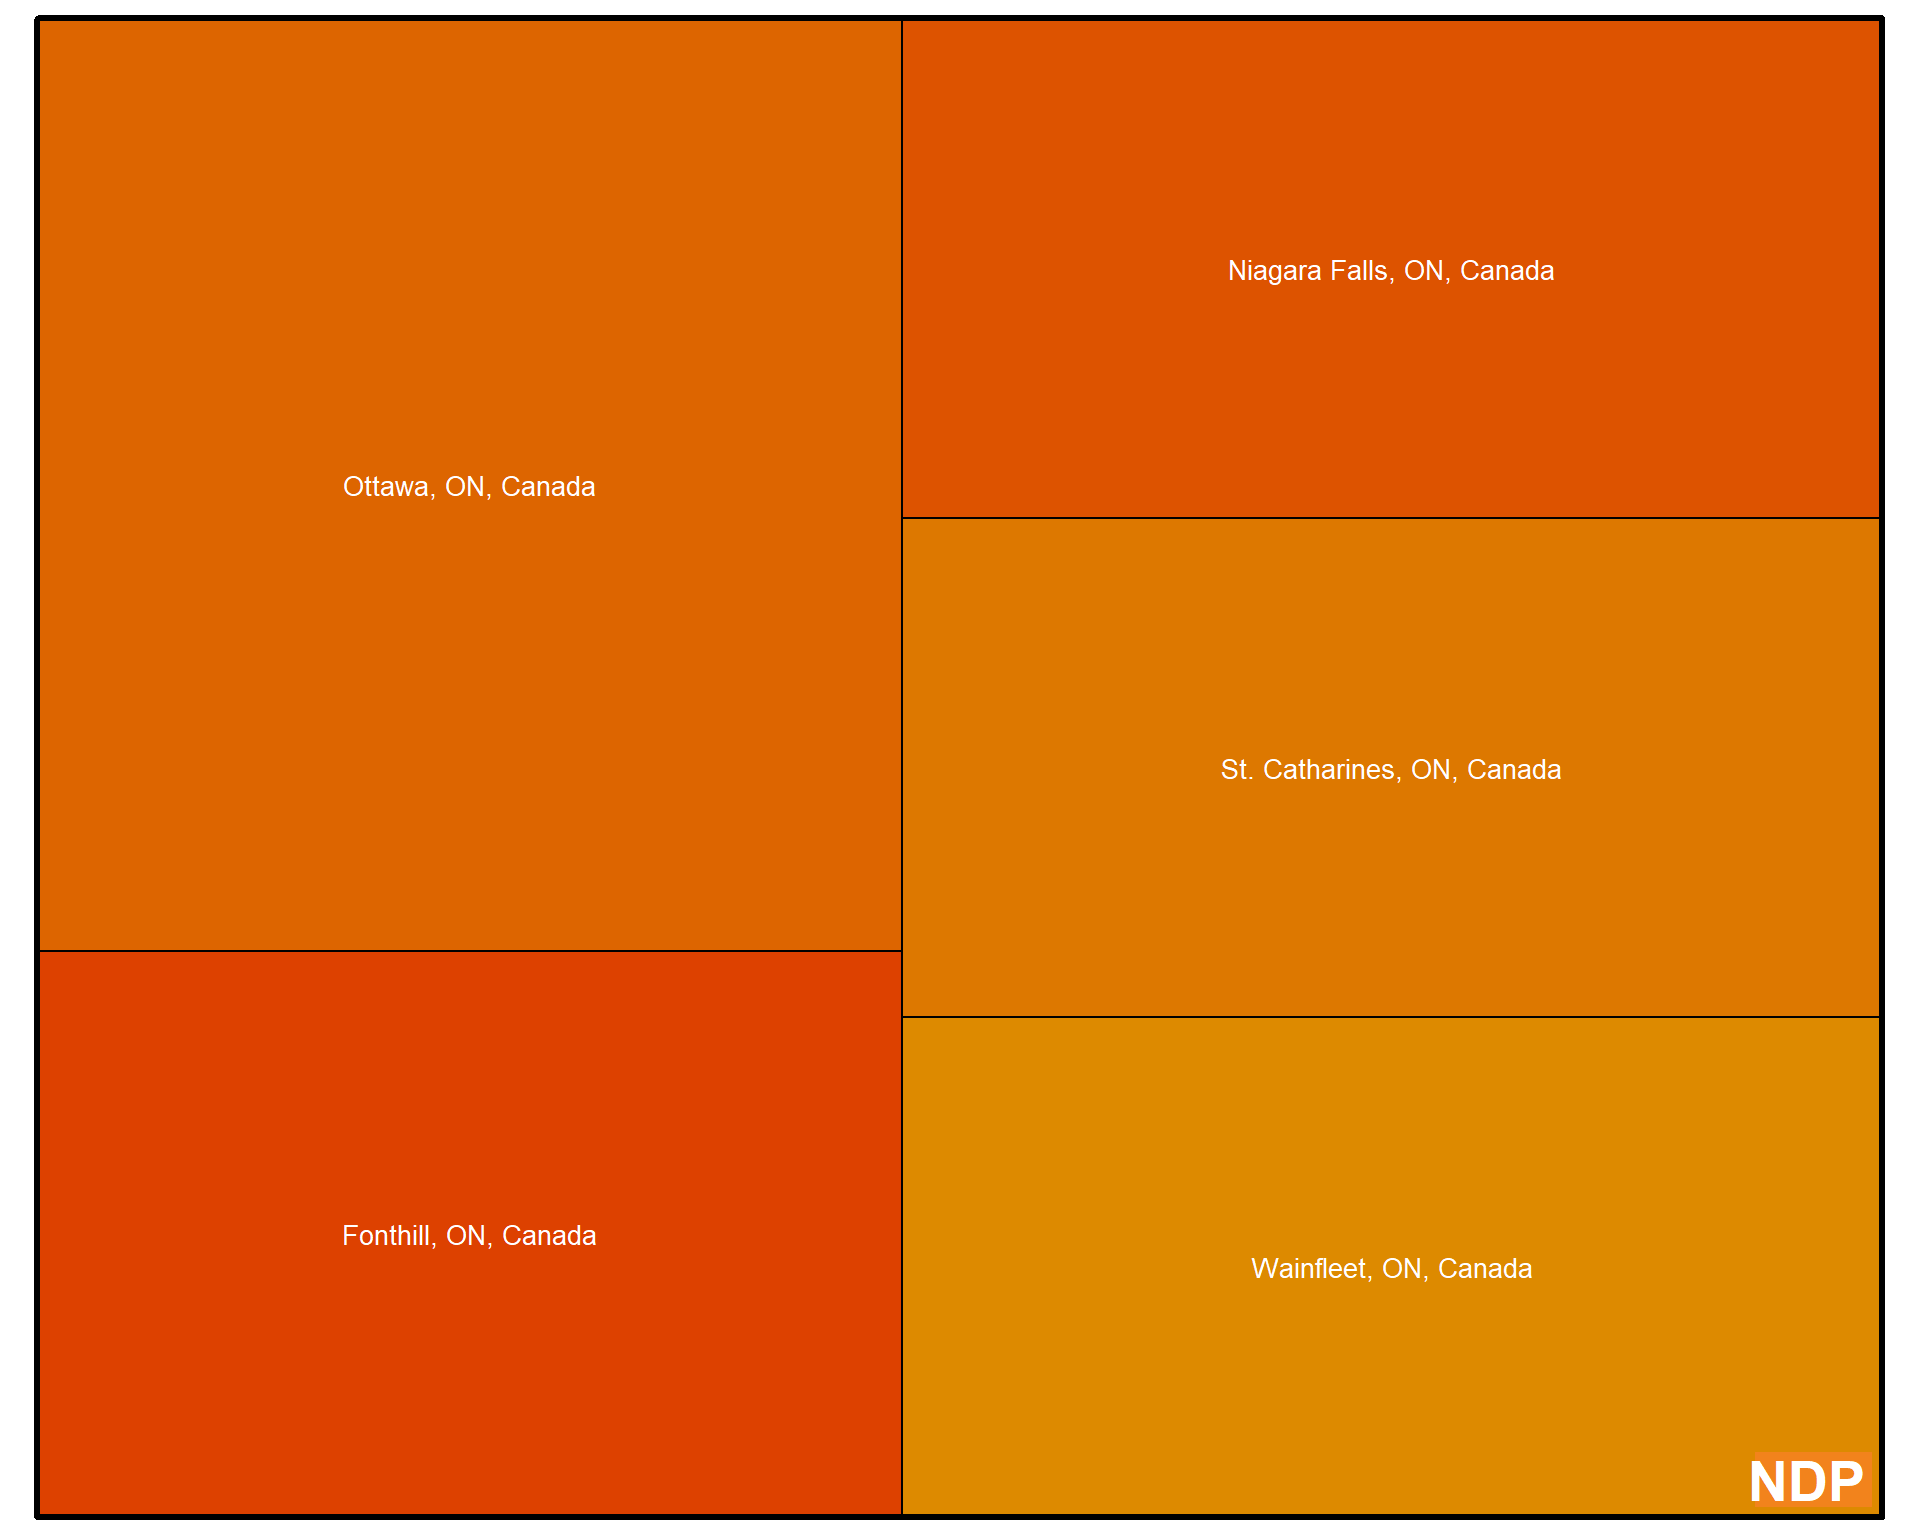 Ottawa, ON, Canada
Fonthill, ON, Canada
Niagara Falls, ON, Canada
St. Catharines, ON, Canada
Wainfleet, ON, Canada
NDP